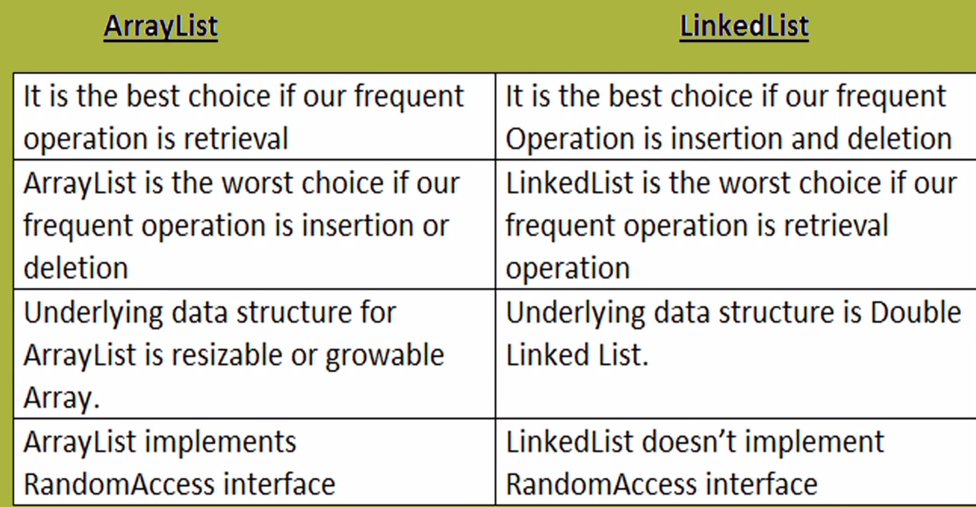 ArrayList
LinkedList
It is the best choice if our frequent
operation is retrieval
It is the best choice if our frequent
Operation is insertion and deletion
ArrayList is the worst choice if our
frequent operation is insertion or
deletion
LinkedList is the worst choice if our
frequent operation is retrieval
operation
Underlying data structure for
ArrayList is resizable or growable
Array.
Underlying data structure is Double
Linked List.
ArrayList implements
RandomAccess interface
LinkedList doesn’t implement
RandomAccess interface